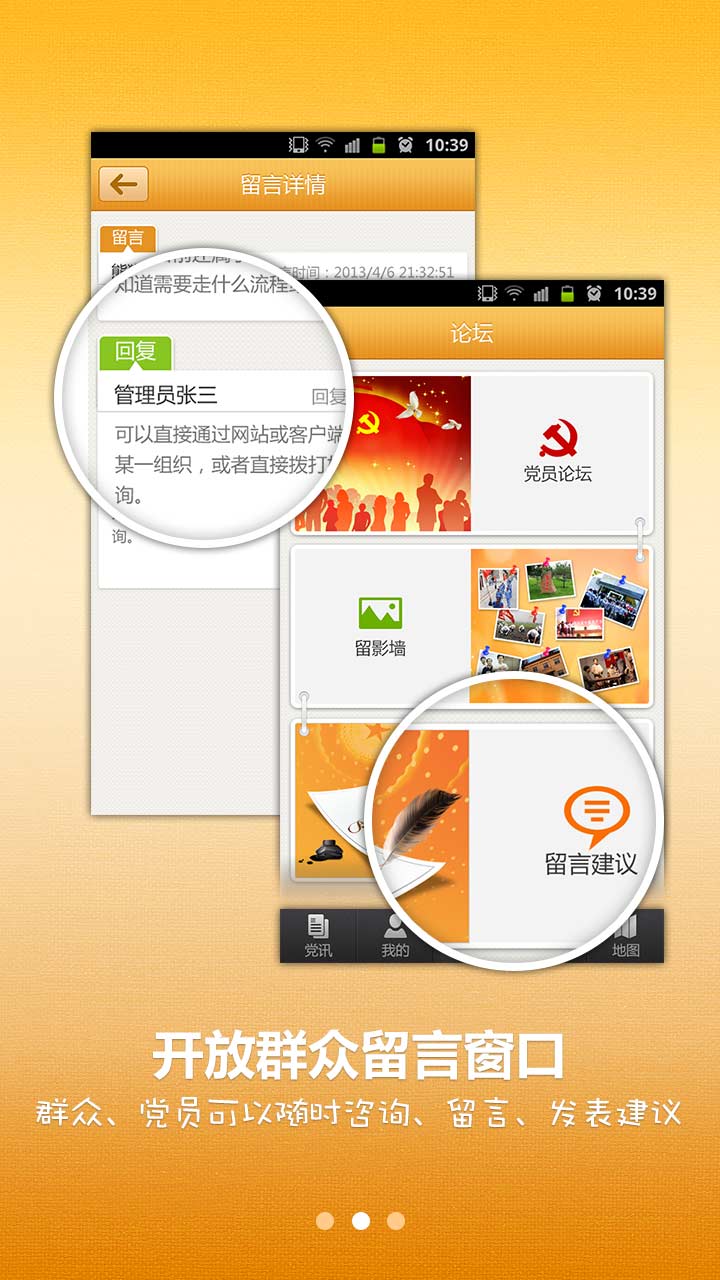 10:39
留言详情
留言
时间：2013/4/6 21:32:51
知道需要走什么流程
回复
管理员张三
回复
可以直接通过网站或客户端
某一组织，或者直接拨打
询。
询。
10:39
论坛
党员论坛
留影墙
留言建议
党讯
我的
地图
开放群众留言窗口
群众、党员可以随时咨询、留言、发表建议